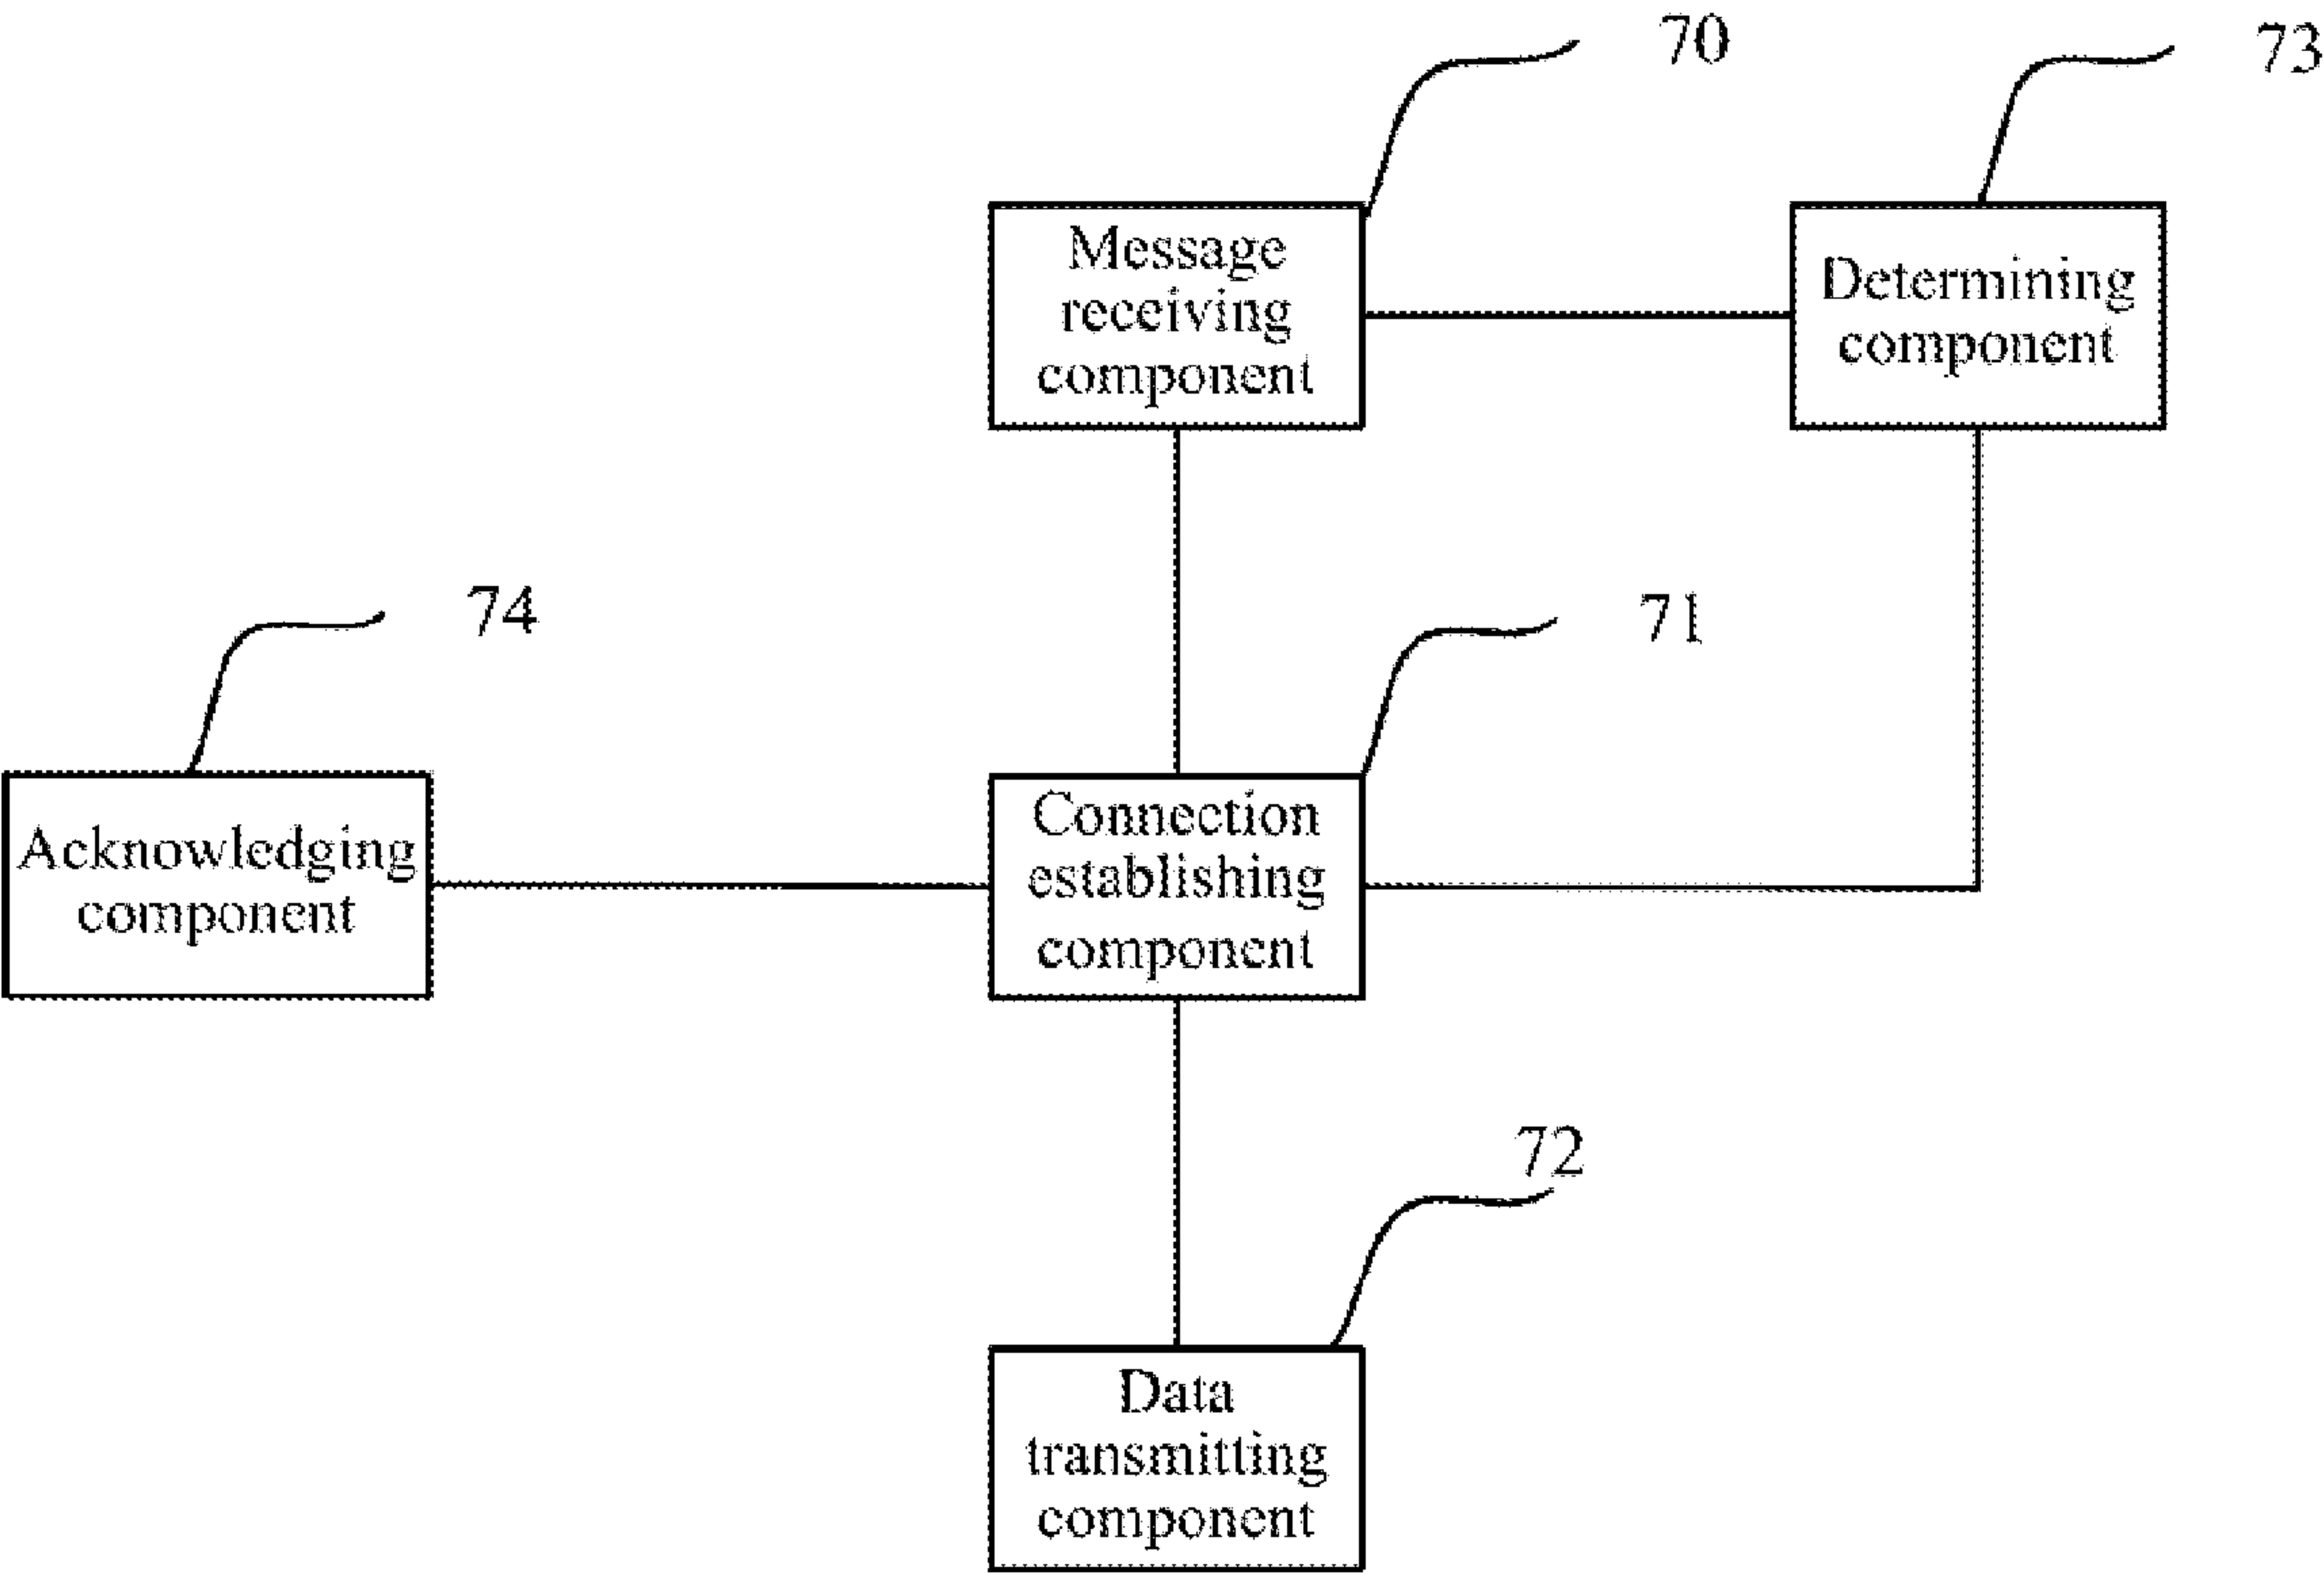 70
73
Message
receiving
component
Determining
component
74
71
Acknowledging
component
Connection
establishing
component
72
Data
transmitting
component